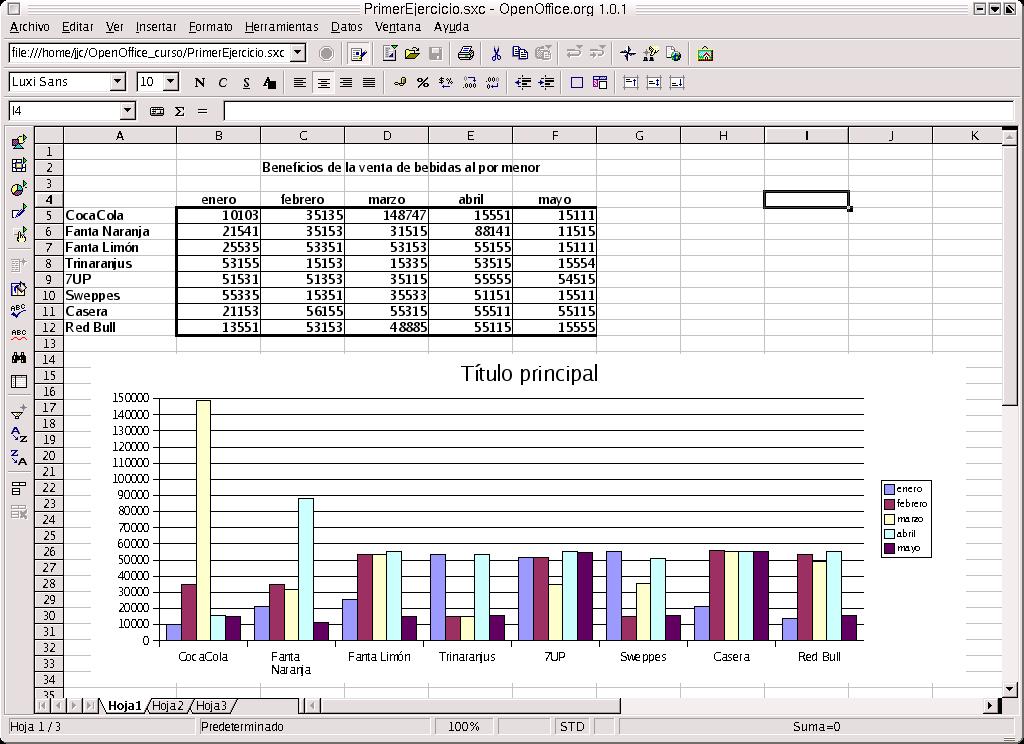 PrimerEjercicio.sxc - OpenOffice.org 1.0.1
Archivo Editar Ver Insertar Formato Herramientas Datos Ventana Ayuda
file:///home/jjc/OpenOffice_curso/PrimerEjercicio.sxc
Luxi Sans 10 N C S A %
I4 Σ =
A B C D E F G H I J K
1
2 Beneficios de la venta de bebidas al por menor
3
4 enero febrero marzo abril mayo
5 CocaCola 10103 35135 148747 15551 15111
6 Fanta Naranja 21541 35153 31515 88141 11515
7 Fanta Limón 25535 53351 53153 55155 15111
8 Trinaranjus 53155 15153 15335 53515 15554
9 7UP 51531 51353 35115 55555 54515
10 Sweppes 55335 15351 35533 51151 15511
11 Casera 21153 56155 55315 55511 55115
12 Red Bull 13551 53153 48885 55115 15555
13
14
15
16
17
18
19
20
21
22
23
24
25
26
27
28
29
30
31
32
33
34
35
Título principal
150000
140000
130000
120000
110000
100000
90000
80000
70000
60000
50000
40000
30000
20000
10000
0
CocaCola Fanta Naranja Fanta Limón Trinaranjus 7UP Sweppes Casera Red Bull
enero
febrero
marzo
abril
mayo
Hoja1 Hoja2 Hoja3
Hoja 1 / 3 Predeterminado 100% STD Suma=0